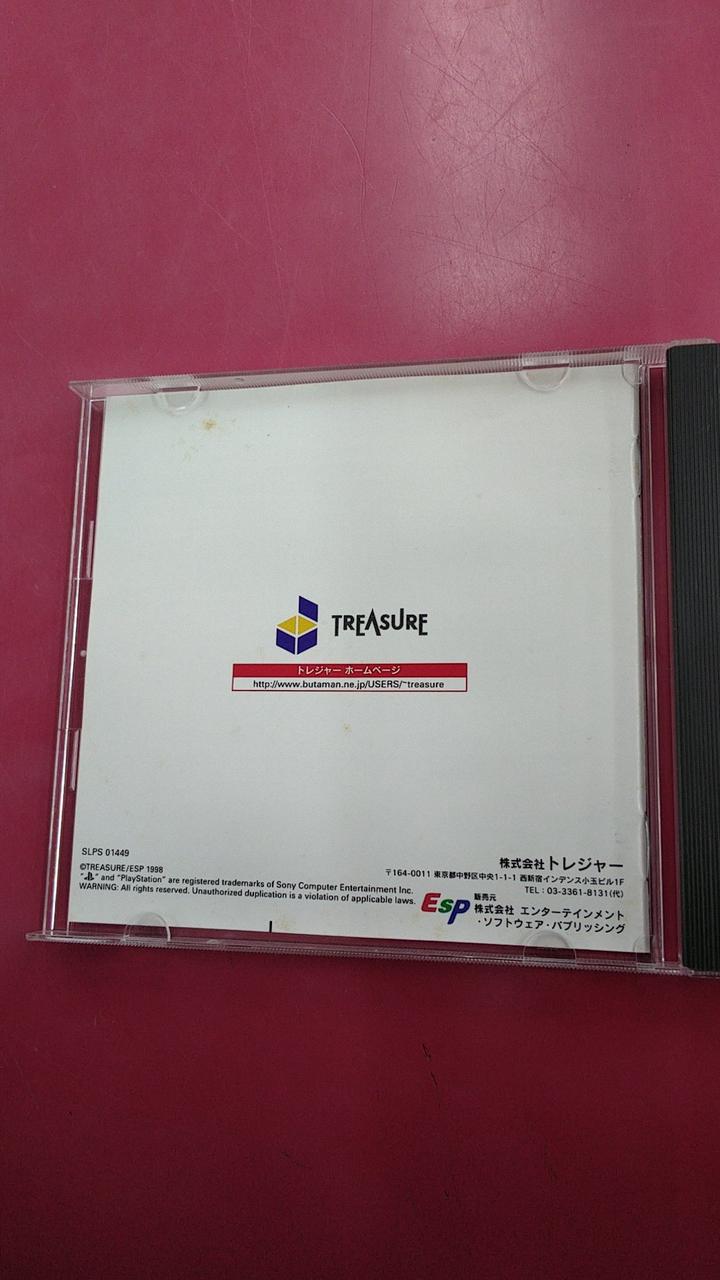 TREASURE
トレジャー ホームページ
http://www.butaman.ne.jp/USERS/~treasure
SLPS 01449
©TREASURE/ESP 1998
" " and "PlayStation" are registered trademarks of Sony Computer Entertainment Inc.
WARNING: All rights reserved. Unauthorized duplication is a violation of applicable laws.
株式会社トレジャー
〒164-0011 東京都中野区中央1-1-1 西新宿インデンス小玉ビル1F
TEL：03-3361-8131(代)
Esp
販売元
株式会社 エンターテインメント
・ソフトウェア・パブリッシング